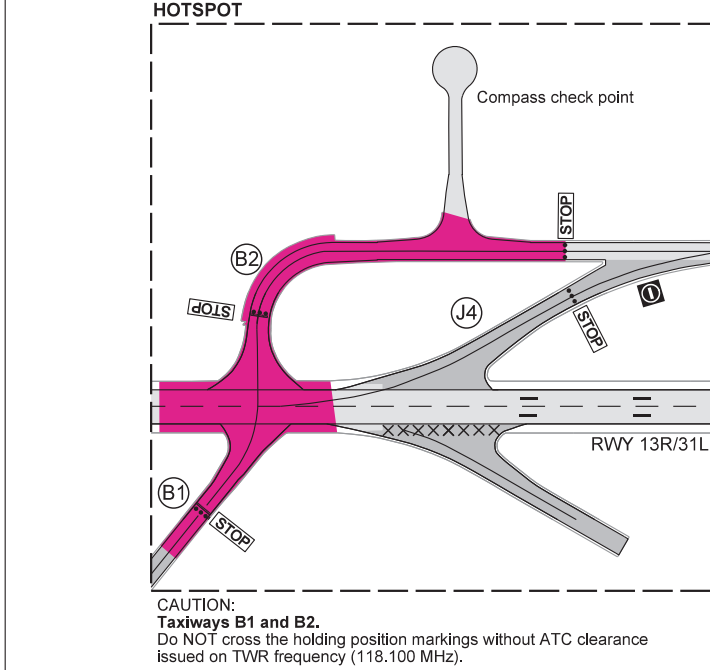 HOTSPOT
Compass check point
STOP
B2
STOP
J4
STOP
RWY 13R/31L
B1
STOP
CAUTION:
Taxiways B1 and B2.
Do NOT cross the holding position markings without ATC clearance
issued on TWR frequency (118.100 MHz).